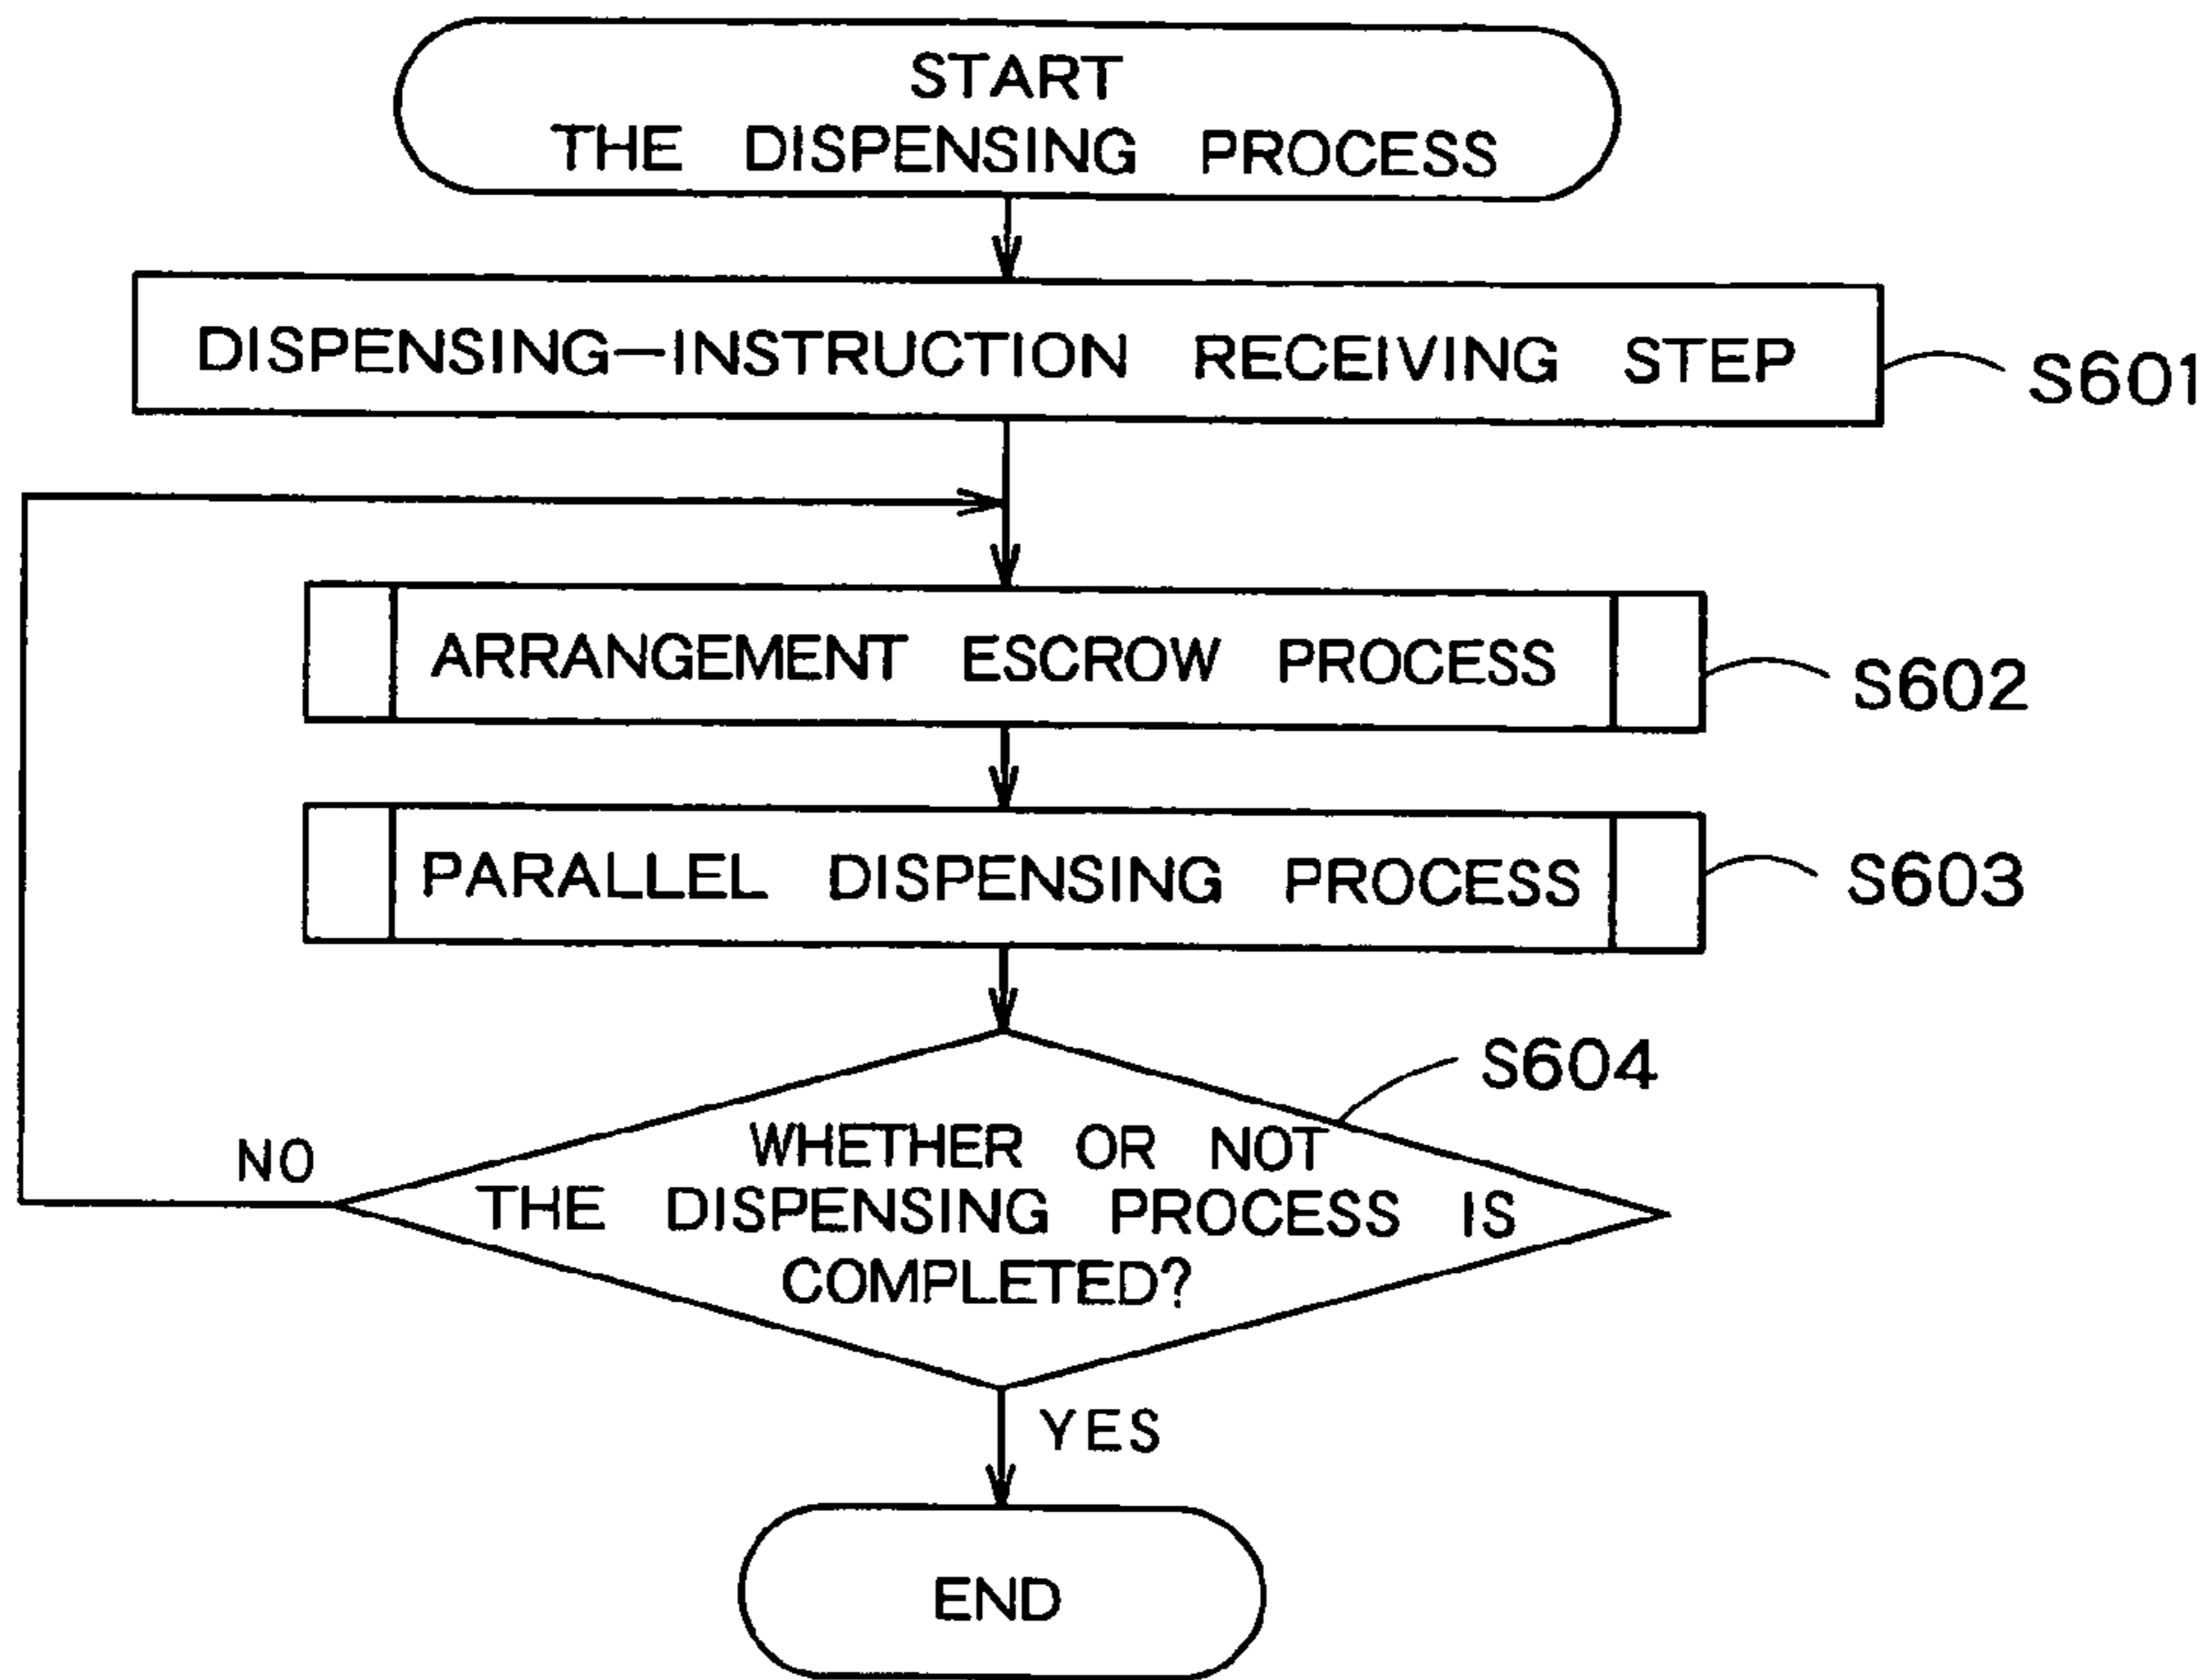 START
THE DISPENSING PROCESS
DISPENSING-INSTRUCTION RECEIVING STEP
S601
ARRANGEMENT ESCROW PROCESS
S602
PARALLEL DISPENSING PROCESS
S603
S604
WHETHER OR NOT
THE DISPENSING PROCESS IS
COMPLETED?
NO
YES
END